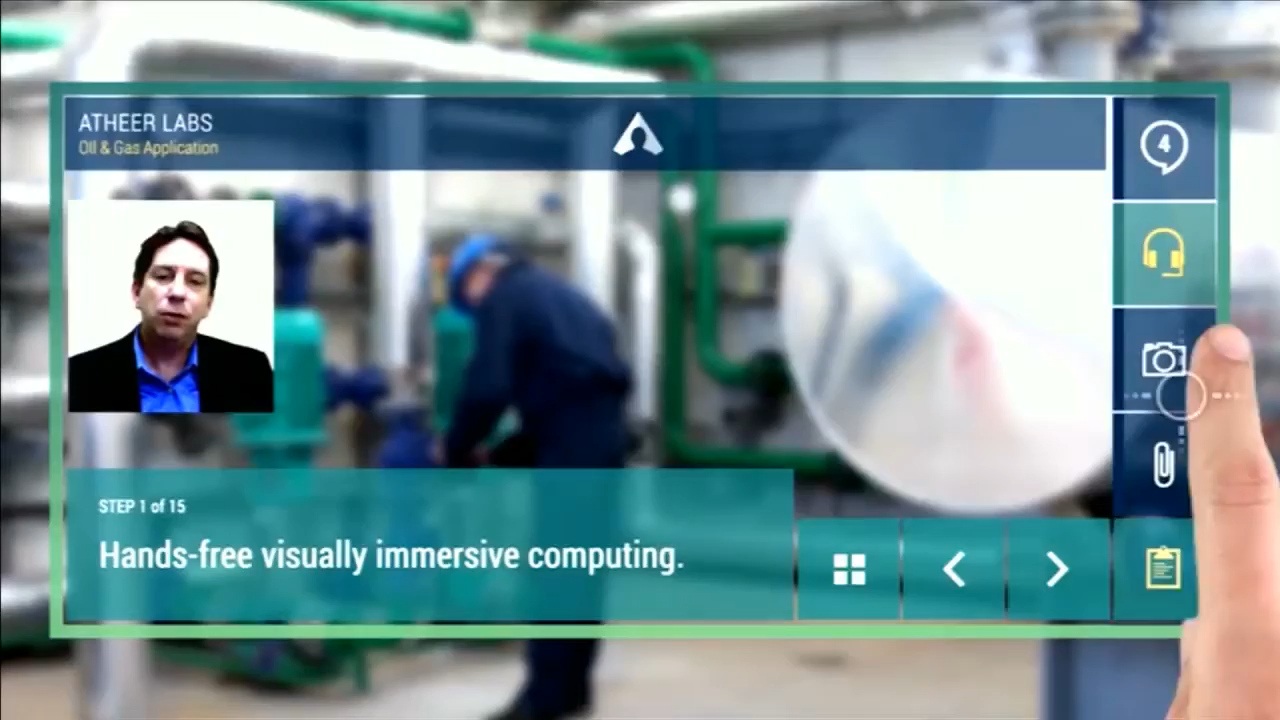 ATHEER LABS
Oil & Gas Application
4
STEP 1 of 15
Hands-free visually immersive computing.